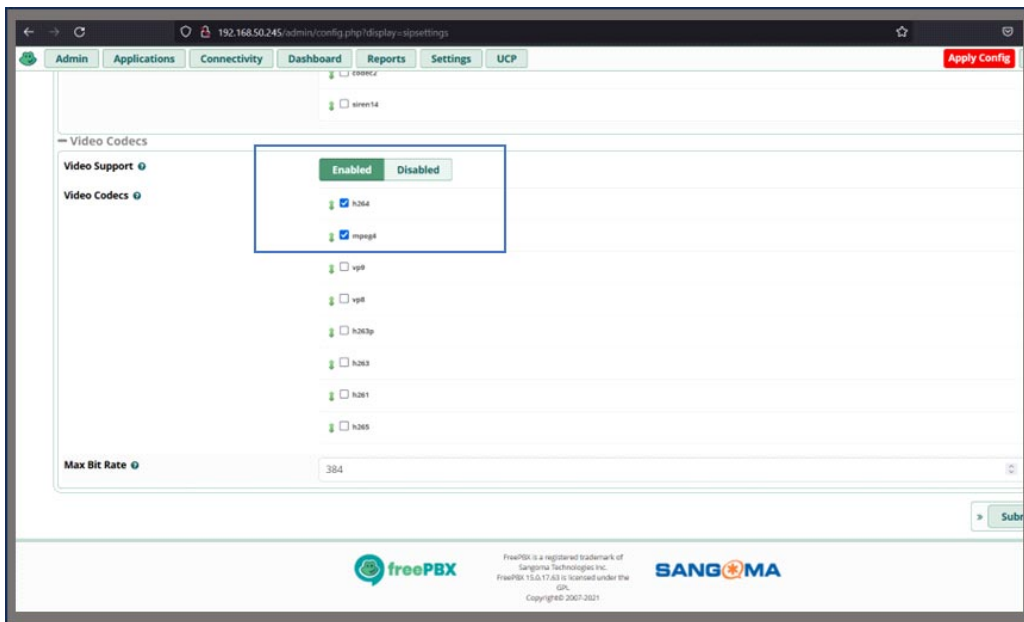 192.168.50.245/admin/config.php?display=sipsettings
Admin Applications Connectivity Dashboard Reports Settings UCP Apply Config
codec2
siren14
Video Codecs
Video Support Enabled Disabled
Video Codecs h264
mpeg4
vp9
vp8
h263p
h263
h261
h265
Max Bit Rate 384
» Subr
freePBX
FreePBX is a registered trademark of
Sangoma Technologies Inc.
FreePBX 15.0.17.63 is licensed under the
GPL
Copyright© 2007-2021
SANGOMA